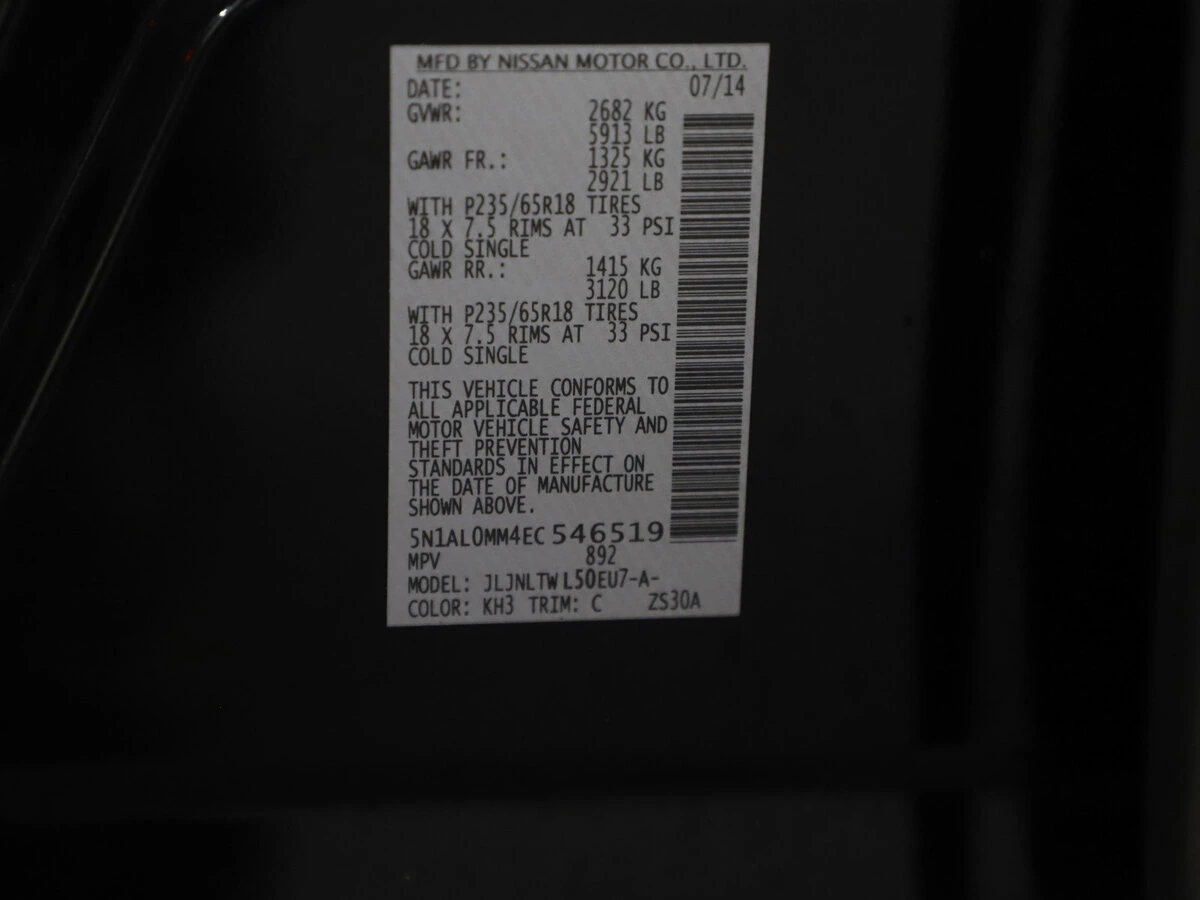 MFD BY NISSAN MOTOR CO., LTD.
DATE: 07/14
GVWR: 2682 KG
5913 LB
GAWR FR.: 1325 KG
2921 LB
WITH P235/65R18 TIRES
18 X 7.5 RIMS AT 33 PSI
COLD SINGLE
GAWR RR.: 1415 KG
3120 LB
WITH P235/65R18 TIRES
18 X 7.5 RIMS AT 33 PSI
COLD SINGLE
THIS VEHICLE CONFORMS TO
ALL APPLICABLE FEDERAL
MOTOR VEHICLE SAFETY AND
THEFT PREVENTION
STANDARDS IN EFFECT ON
THE DATE OF MANUFACTURE
SHOWN ABOVE.
5N1AL0MM4EC546519
MPV 892
MODEL: JLJNLTWL50EU7-A-
COLOR: KH3 TRIM: C ZS30A